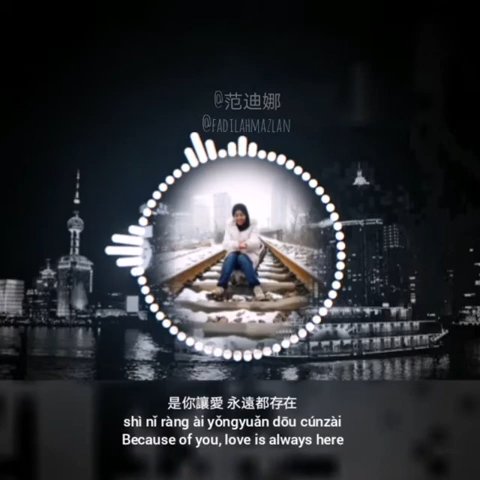 @范迪娜
@FADILAHMAZLAN
是你讓愛 永遠都存在
shì nǐ ràng ài yǒngyuǎn dōu cúnzài
Because of you, love is always here